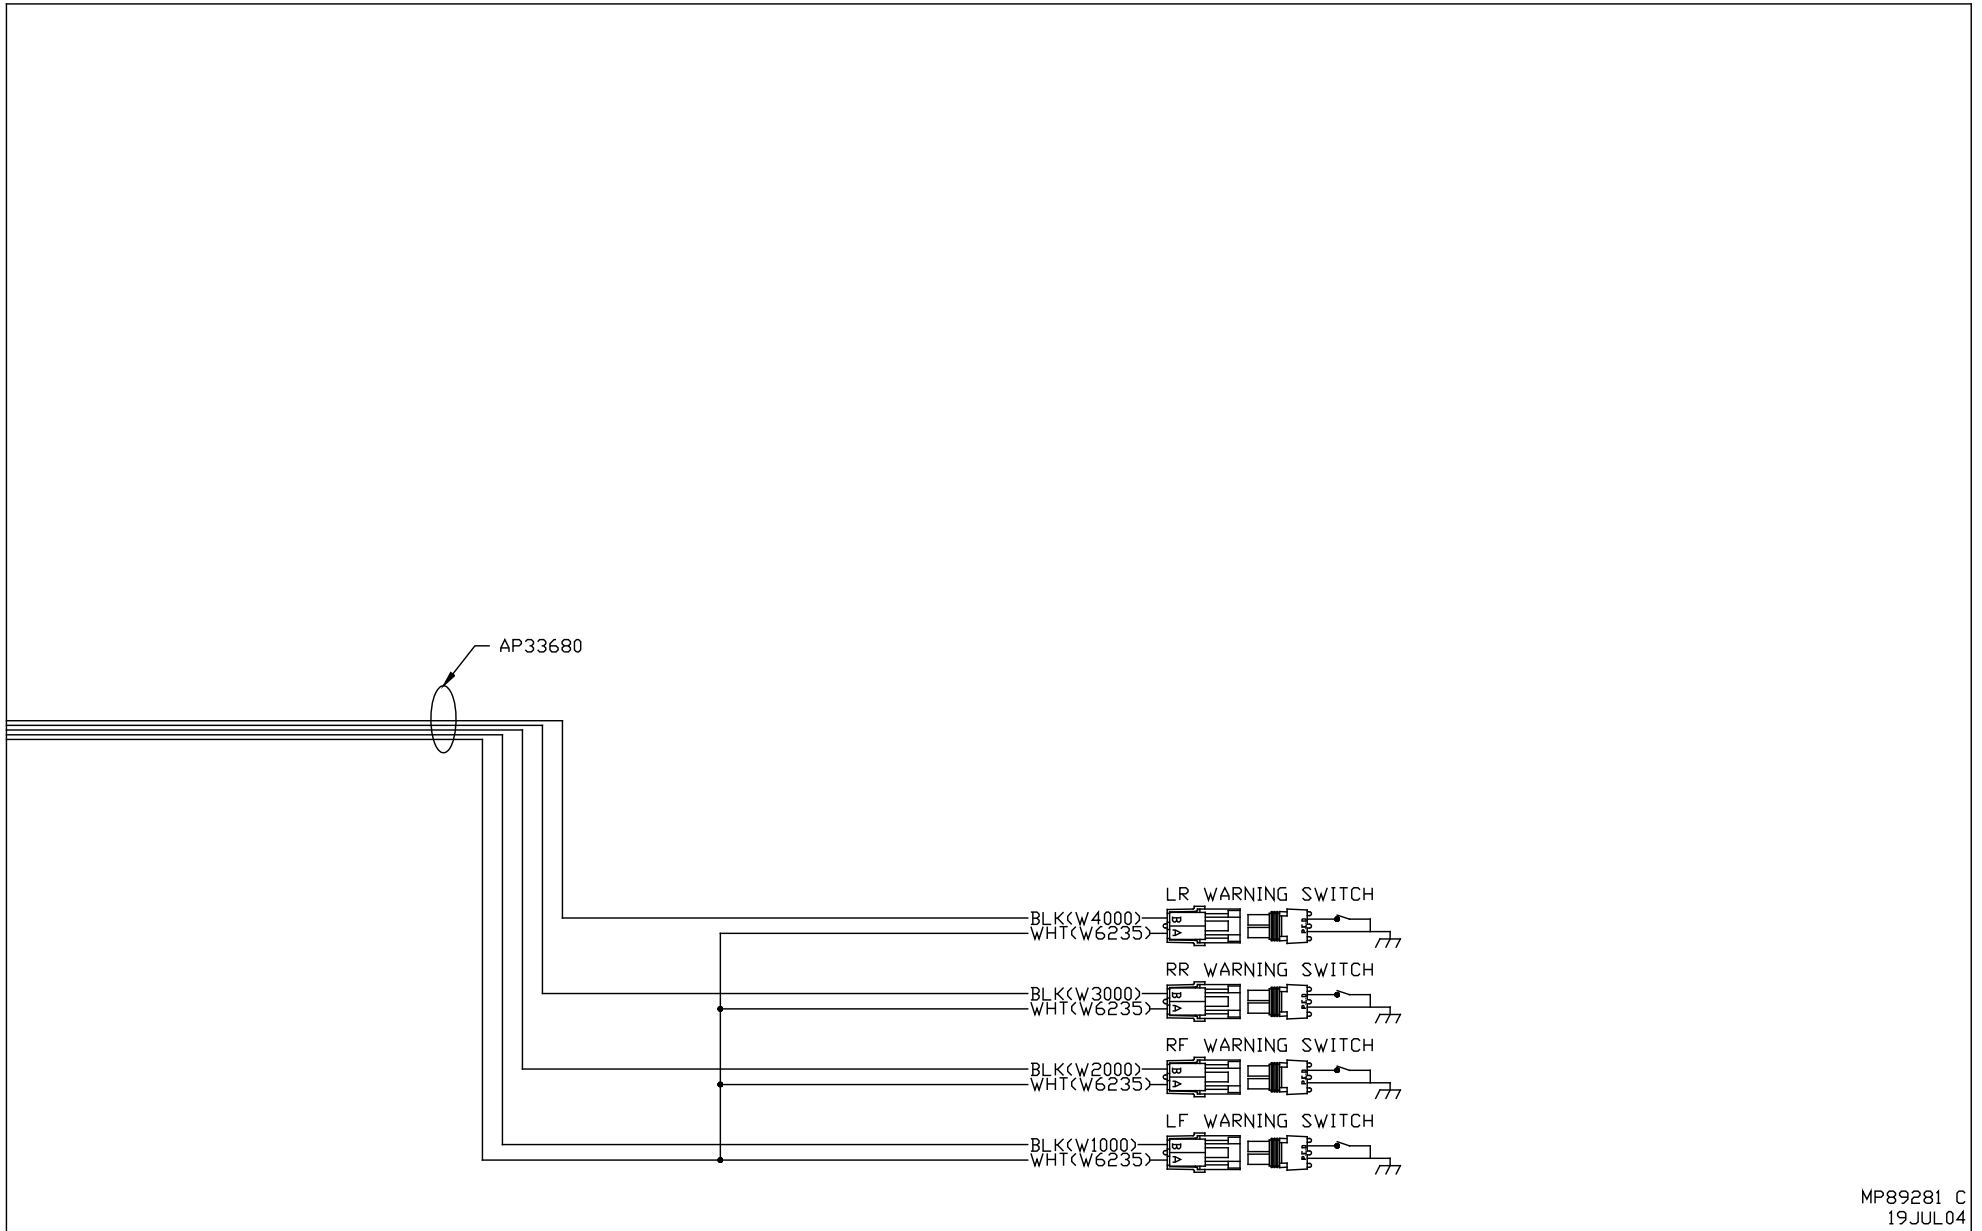 AP33680
LR WARNING SWITCH
BLK(W4000)
B
WHT(W6235)
A
RR WARNING SWITCH
BLK(W3000)
B
WHT(W6235)
A
RF WARNING SWITCH
BLK(W2000)
B
WHT(W6235)
A
LF WARNING SWITCH
BLK(W1000)
B
WHT(W6235)
A
MP89281 C
19JUL04